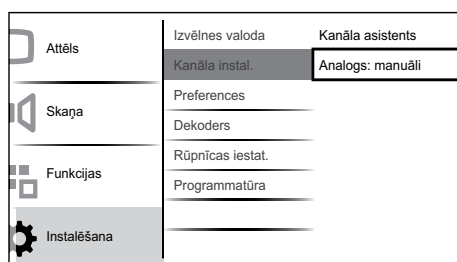 Attēls
Skaņa
Funkcijas
Instalēšana
Izvēlnes valoda
Kanāla instal.
Preferences
Dekoders
Rūpnīcas iestat.
Programmatūra
Kanāla asistents
Analogs: manuāli